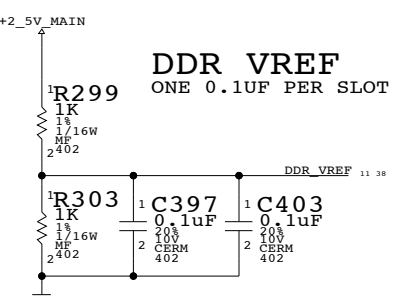 +2_5V_MAIN
DDR VREF
ONE 0.1UF PER SLOT
1 R299
1K
1%
1/16W
MF
2 402
DDR_VREF 11 38
1 R303
1K
1%
1/16W
MF
2 402
1 C397
0.1uF
20%
10V
2 CERM
402
1 C403
0.1uF
20%
10V
2 CERM
402